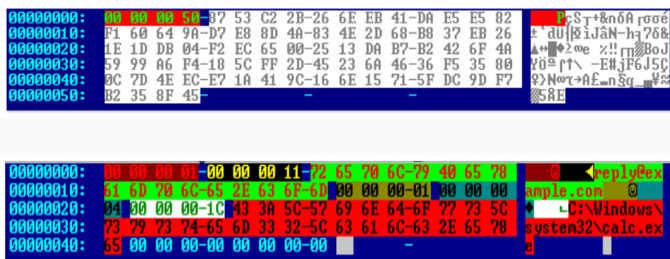 00000000: 00 00 00 50-87 53 C2 2B-26 6E EB 41-DA E5 E5 82
00000010: F1 60 64 9A-D7 E8 8D 4A-83 4E 2D 68-B8 37 EB 26
00000020: 1E 1D DB 04-F2 EC 65 00-25 13 DA B7-B2 42 6F 4A
00000030: 59 99 A6 F4-18 5C FF 2D-45 23 6A 46-36 F5 35 80
00000040: 0C 7D 4E EC-E7 1A 41 9C-16 6E 15 71-5F DC 9D F7
00000050: B2 35 8F 45- - -
00000000: 00 00 00 01-00 00 00 11-72 65 70 6C-79 40 65 78 reply@ex
00000010: 61 6D 70 6C-65 2E 63 6F-6D 00 00 00-01 00 00 00 ample.com
00000020: 04 00 00 00-1C 43 3A 5C-57 69 6E 64-6F 77 73 5C C:\Windows\
00000030: 73 79 73 74-65 6D 33 32-5C 63 61 6C-63 2E 65 78 system32\calc.ex
00000040: 65 00 00 00-00 00 00 00-00 - e